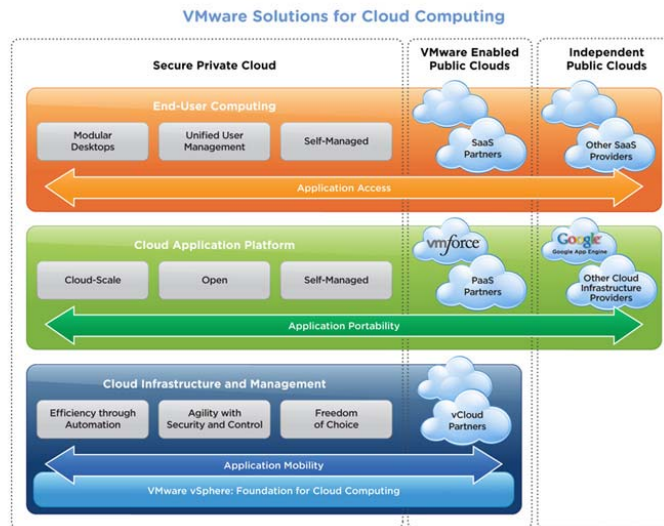 VMware Solutions for Cloud Computing
Secure Private Cloud
VMware Enabled
Public Clouds
Independent
Public Clouds
End-User Computing
Modular
Desktops
Unified User
Management
Self-Managed
SaaS
Partners
Other SaaS
Providers
Application Access
Cloud Application Platform
Cloud-Scale
Open
Self-Managed
vmforce
PaaS
Partners
Google
Google App Engine
Other Cloud
Infrastructure
Providers
Application Portability
Cloud Infrastructure and Management
Efficiency through
Automation
Agility with
Security and Control
Freedom
of Choice
vCloud
Partners
Application Mobility
VMware vSphere: Foundation for Cloud Computing